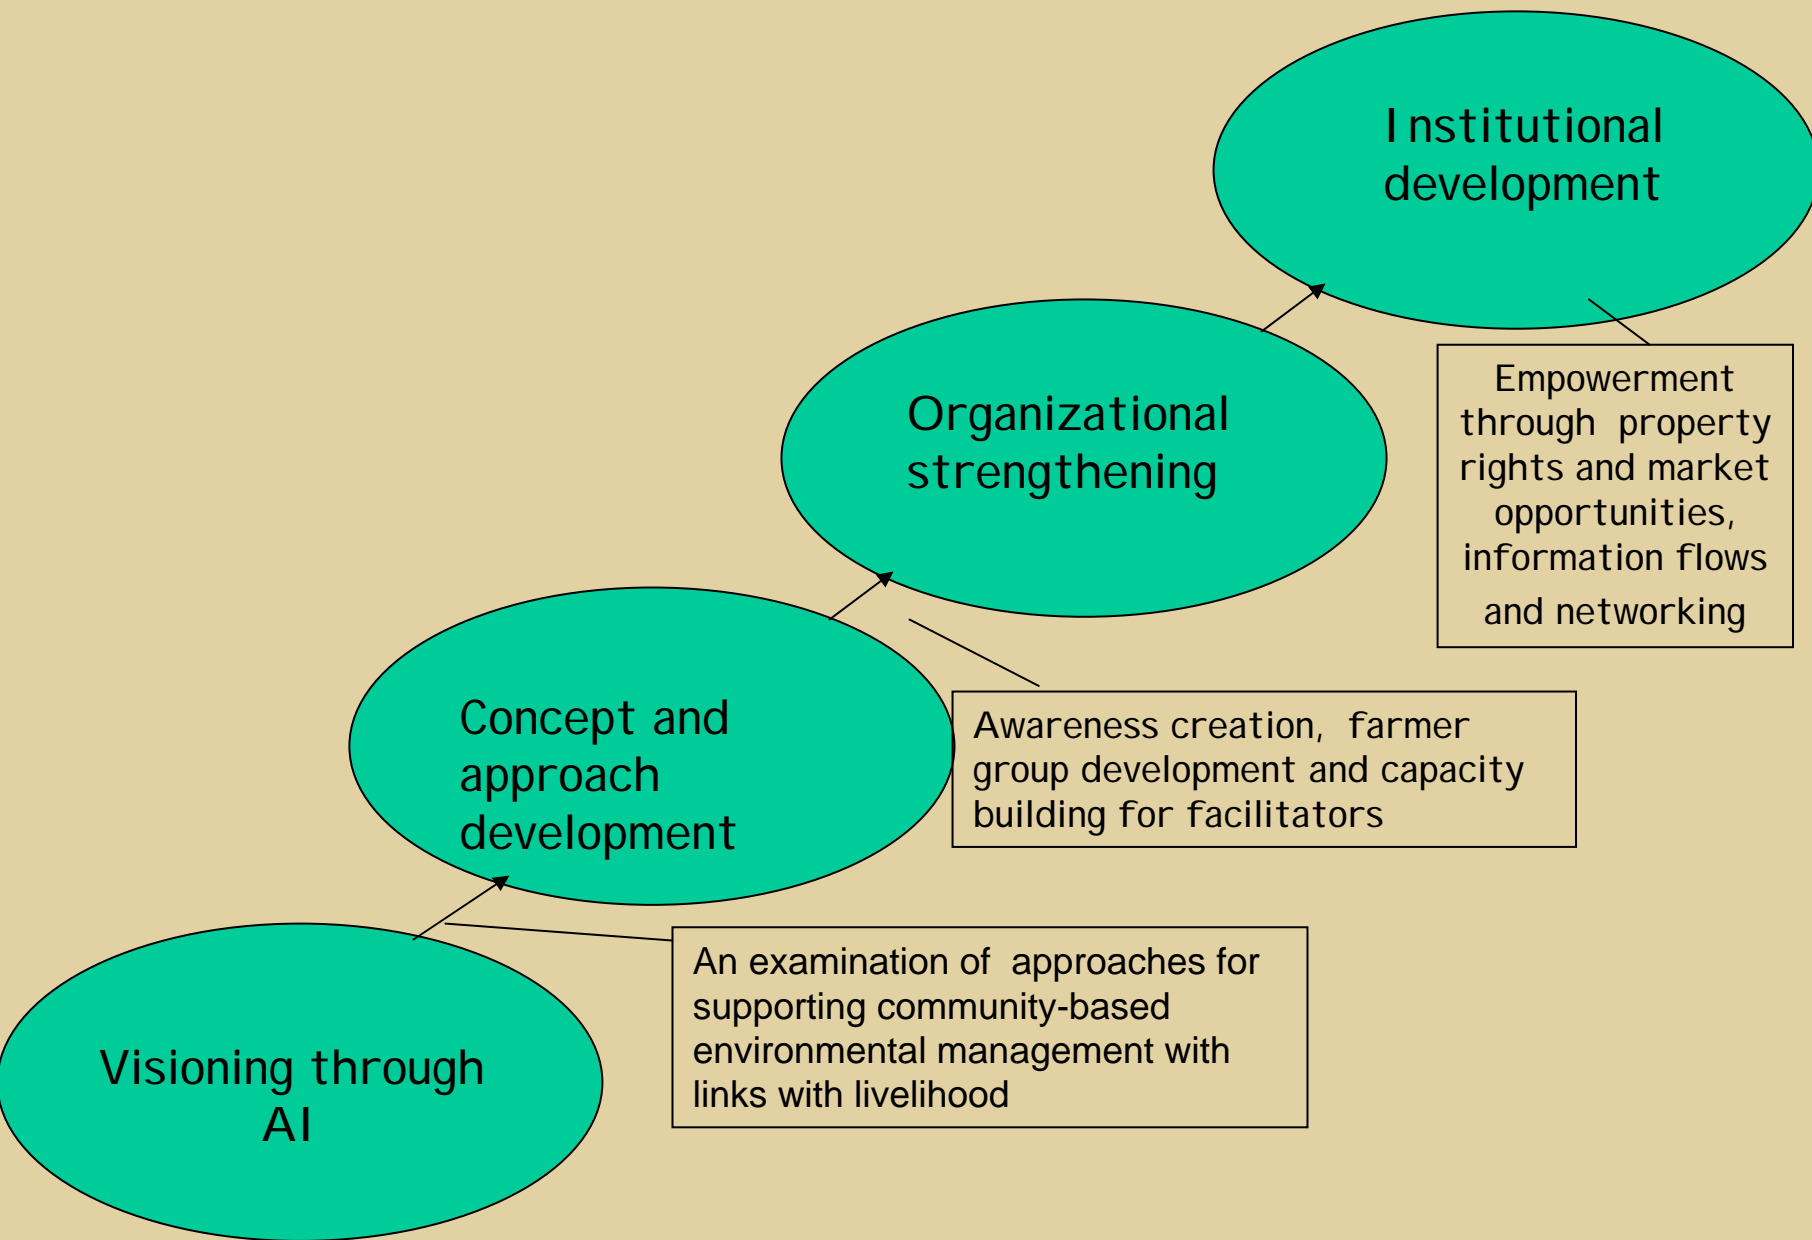 Institutional
development
Empowerment
through property
rights and market
opportunities,
information flows
and networking
Organizational
strengthening
Awareness creation, farmer
group development and capacity
building for facilitators
Concept and
approach
development
An examination of approaches for
supporting community-based
environmental management with
links with livelihood
Visioning through
AI